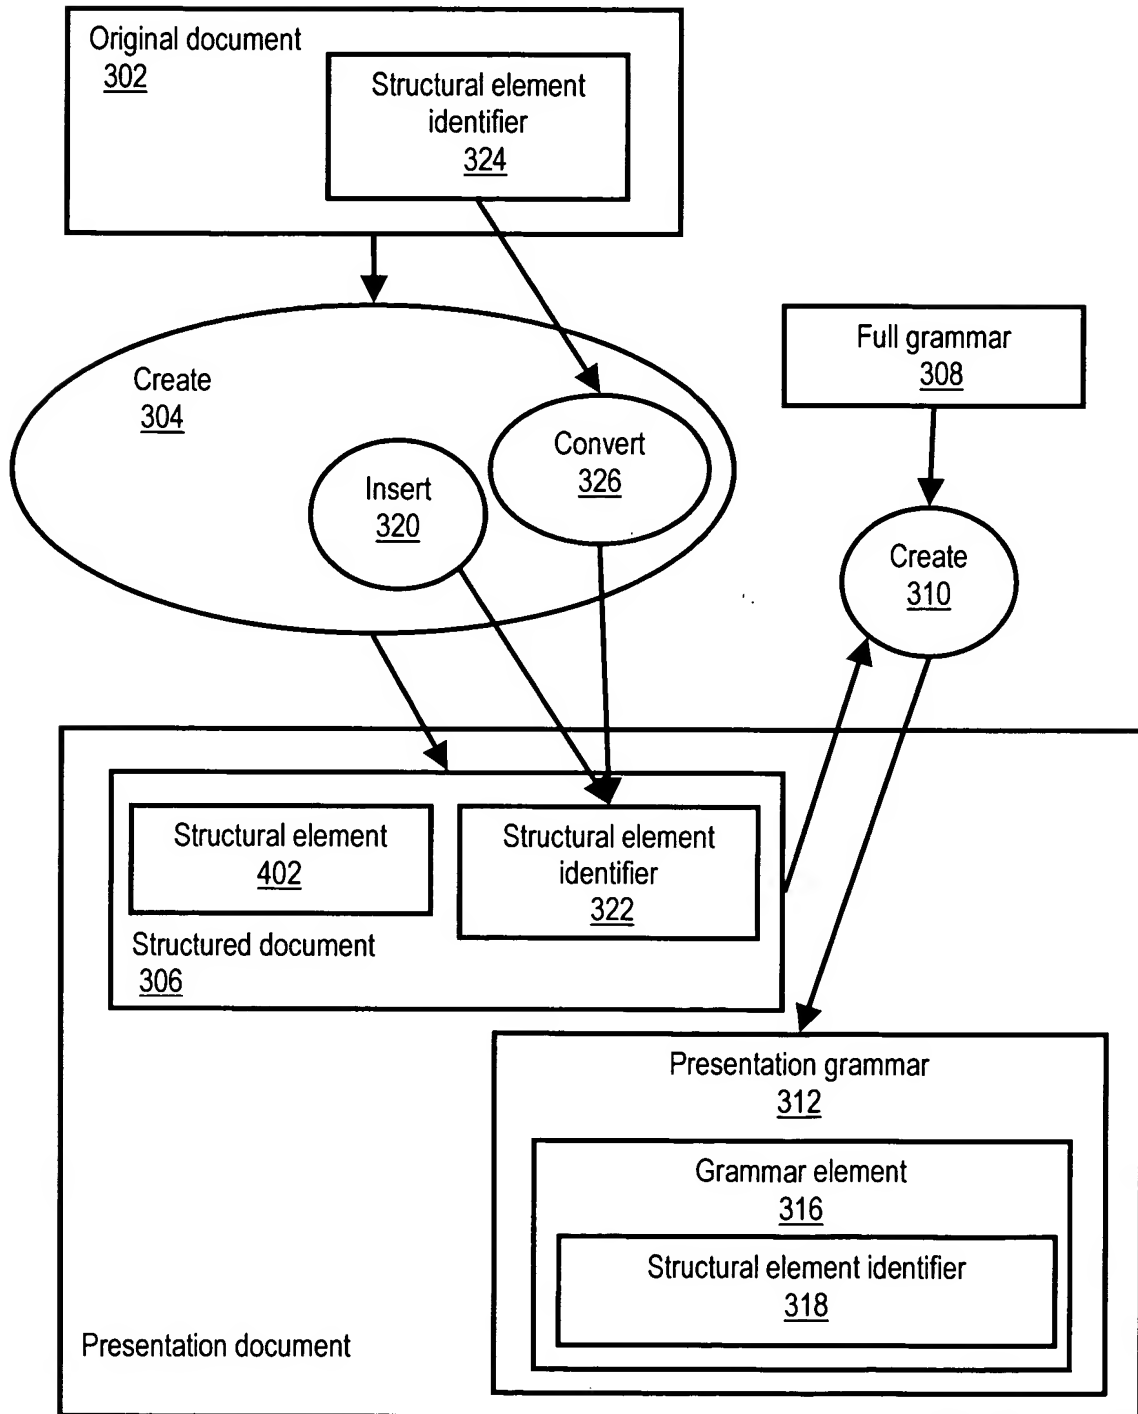 Original document
302
Structural element
identifier
324
Full grammar
308
Create
304
Convert
326
Insert
320
Create
310
Structural element
402
Structural element
identifier
322
Structured document
306
Presentation grammar
312
Grammar element
316
Structural element identifier
318
Presentation document